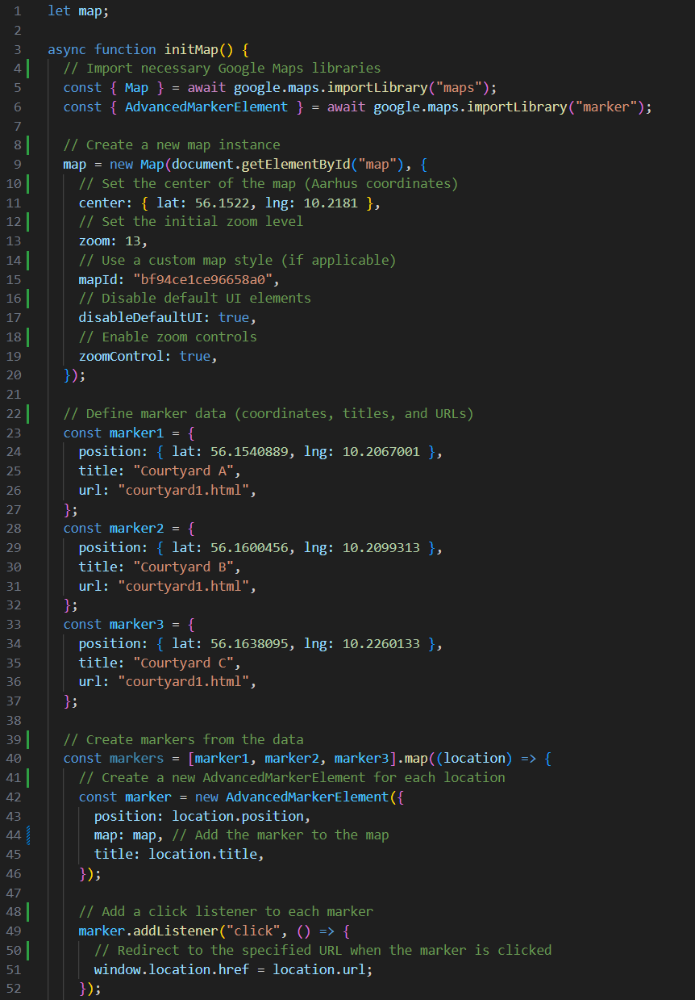 1 let map;
2
3 async function initMap() {
4 // Import necessary Google Maps libraries
5 const { Map } = await google.maps.importLibrary("maps");
6 const { AdvancedMarkerElement } = await google.maps.importLibrary("marker");
7
8 // Create a new map instance
9 map = new Map(document.getElementById("map"), {
10 // Set the center of the map (Aarhus coordinates)
11 center: { lat: 56.1522, lng: 10.2181 },
12 // Set the initial zoom level
13 zoom: 13,
14 // Use a custom map style (if applicable)
15 mapId: "bf94ce1ce96658a0",
16 // Disable default UI elements
17 disableDefaultUI: true,
18 // Enable zoom controls
19 zoomControl: true,
20 });
21
22 // Define marker data (coordinates, titles, and URLs)
23 const marker1 = {
24 position: { lat: 56.1540889, lng: 10.2067001 },
25 title: "Courtyard A",
26 url: "courtyard1.html",
27 };
28 const marker2 = {
29 position: { lat: 56.1600456, lng: 10.2099313 },
30 title: "Courtyard B",
31 url: "courtyard1.html",
32 };
33 const marker3 = {
34 position: { lat: 56.1638095, lng: 10.2260133 },
35 title: "Courtyard C",
36 url: "courtyard1.html",
37 };
38
39 // Create markers from the data
40 const markers = [marker1, marker2, marker3].map((location) => {
41 // Create a new AdvancedMarkerElement for each location
42 const marker = new AdvancedMarkerElement({
43 position: location.position,
44 map: map, // Add the marker to the map
45 title: location.title,
46 });
47
48 // Add a click listener to each marker
49 marker.addListener("click", () => {
50 // Redirect to the specified URL when the marker is clicked
51 window.location.href = location.url;
52 });